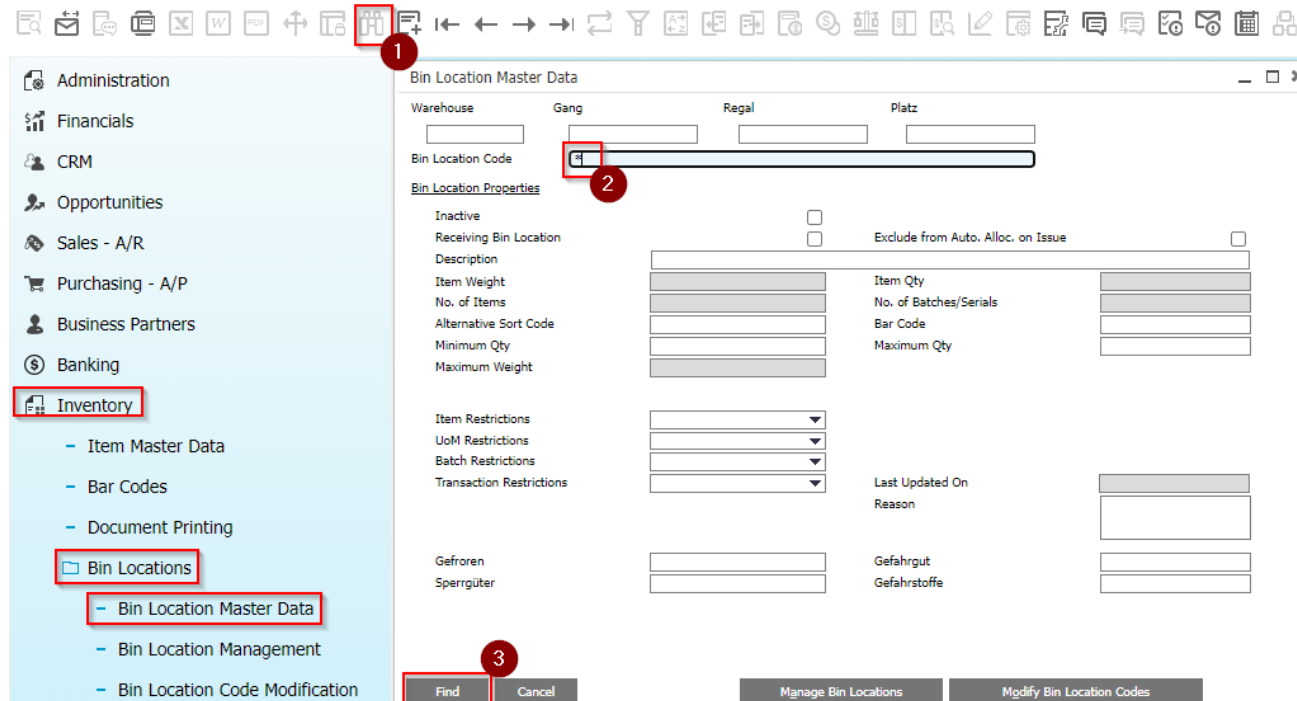 X W PDF
1
Administration
Financials
CRM
Opportunities
Sales - A/R
Purchasing - A/P
Business Partners
Banking
Inventory
Item Master Data
Bar Codes
Document Printing
Bin Locations
Bin Location Master Data
Bin Location Management
Bin Location Code Modification
Bin Location Master Data
Warehouse Gang Regal Platz
Bin Location Code *
2
Bin Location Properties
Inactive
Receiving Bin Location Exclude from Auto. Alloc. on Issue
Description
Item Weight Item Qty
No. of Items No. of Batches/Serials
Alternative Sort Code Bar Code
Minimum Qty Maximum Qty
Maximum Weight
Item Restrictions
UoM Restrictions
Batch Restrictions
Transaction Restrictions Last Updated On
Reason
Gefroren Gefahrgut
Sperrgüter Gefahrstoffe
3
Find Cancel Manage Bin Locations Modify Bin Location Codes